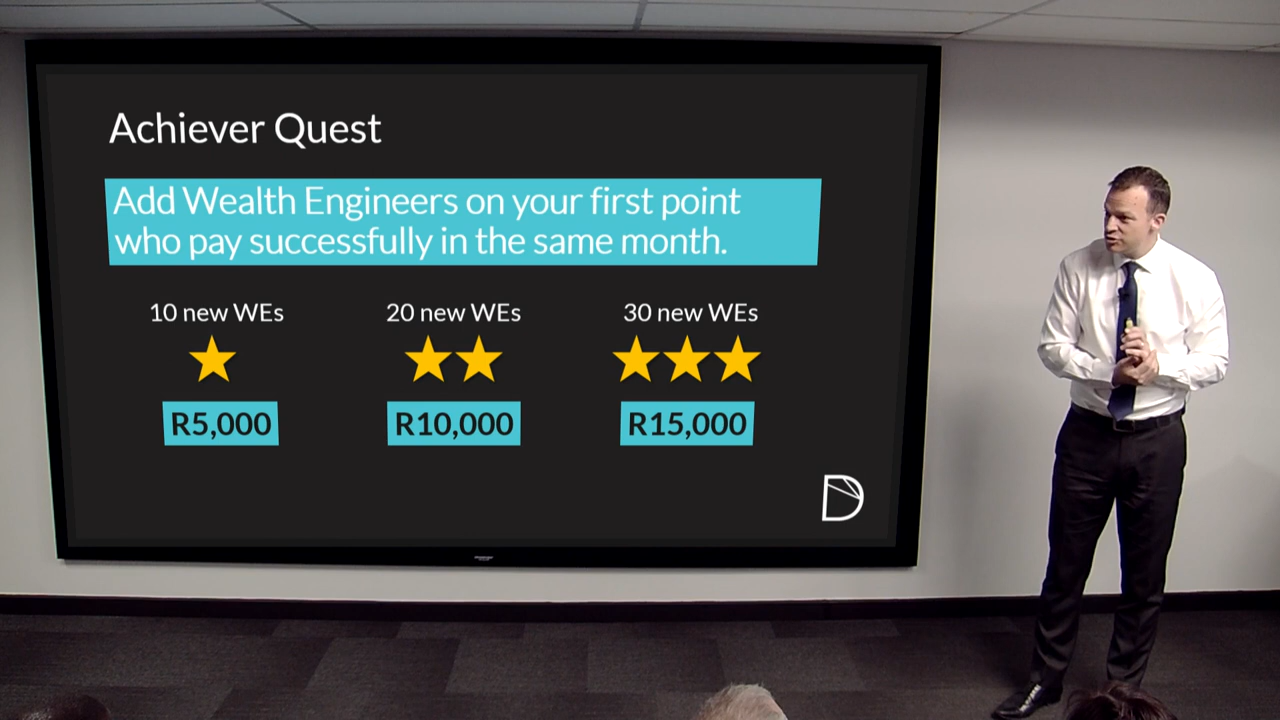 Achiever Quest
Add Wealth Engineers on your first point
who pay successfully in the same month.
10 new WEs
20 new WEs
30 new WEs
R5,000
R10,000
R15,000